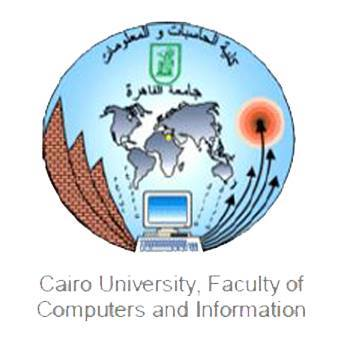 كلية الحاسبات و المعلومات
جامعة القاهرة
Cairo University, Faculty of
Computers and Information